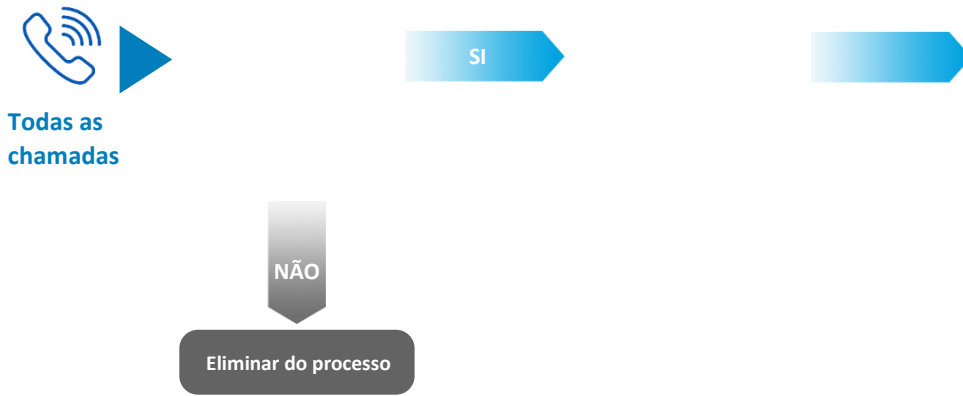 SI
Todas as
chamadas
NÃO
Eliminar do processo